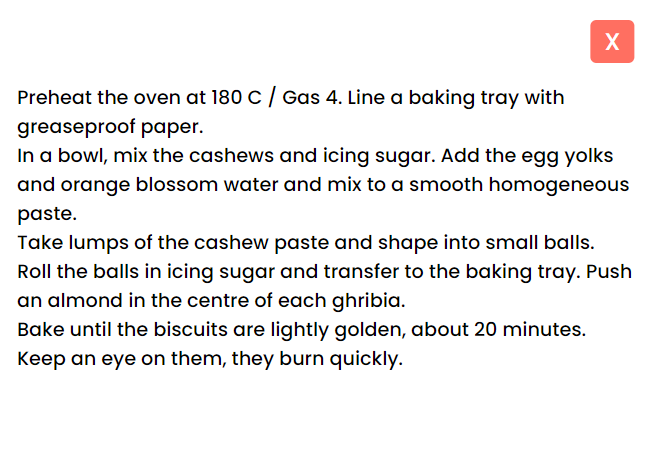 X
Preheat the oven at 180 C / Gas 4. Line a baking tray with
greaseproof paper.
In a bowl, mix the cashews and icing sugar. Add the egg yolks
and orange blossom water and mix to a smooth homogeneous
paste.
Take lumps of the cashew paste and shape into small balls.
Roll the balls in icing sugar and transfer to the baking tray. Push
an almond in the centre of each ghribia.
Bake until the biscuits are lightly golden, about 20 minutes.
Keep an eye on them, they burn quickly.